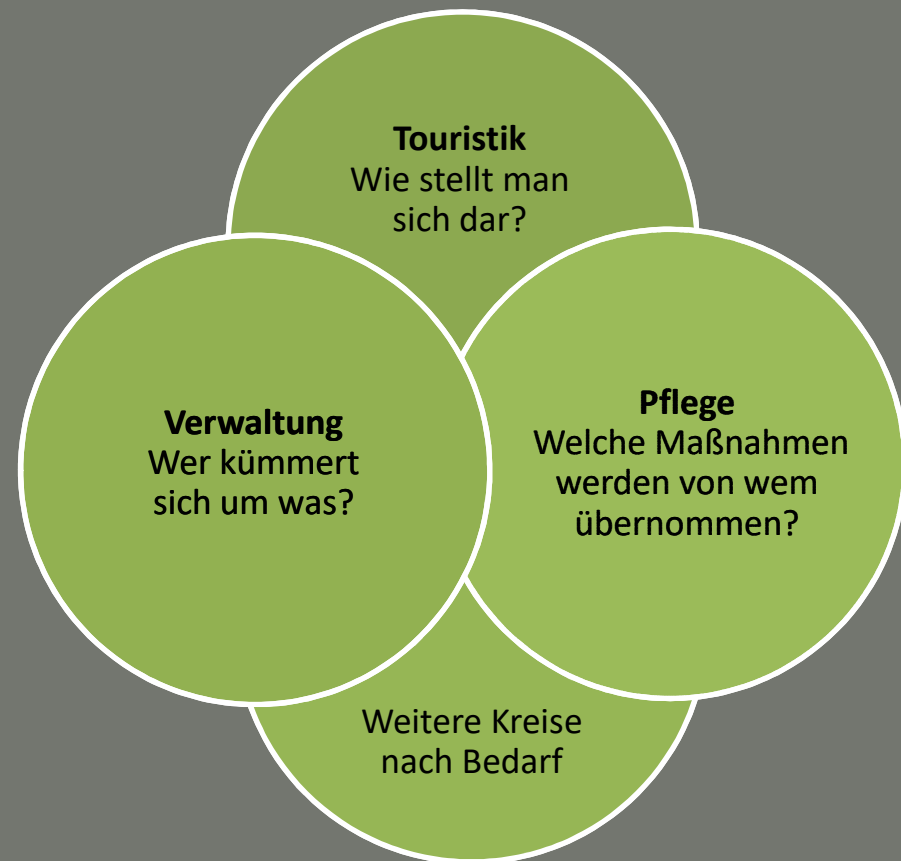 Touristik
Wie stellt man
sich dar?
Verwaltung
Wer kümmert
sich um was?
Pflege
Welche Maßnahmen
werden von wem
übernommen?
Weitere Kreise
nach Bedarf